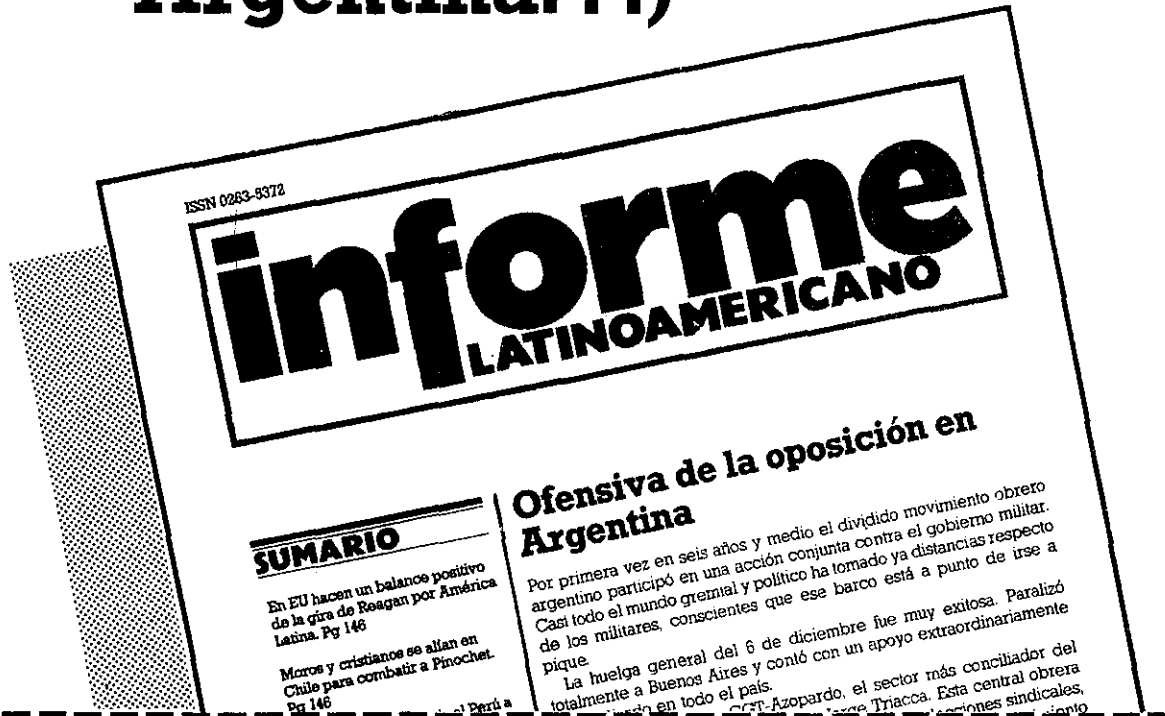 Argentina. . .)
ISSN 0263-5372
informe
LATINOAMERICANO
SUMARIO
En EU hacen un balance positivo
de la gira de Reagan por América
Latina. Pg 146
Moros y cristianos se alían en
Chile para combatir a Pinochet.
Pg 146
Perú a
Ofensiva de la oposición en
Argentina
Por primera vez en seis años y medio el dividido movimiento obrero
argentino participó en una acción conjunta contra el gobierno militar.
Casi todo el mundo gremial y político ha tomado ya distancias respecto
de los militares, conscientes que ese barco está a punto de irse a
pique.
La huelga general del 6 de diciembre fue muy exitosa. Paralizó
totalmente a Buenos Aires y contó con un apoyo extraordinariamente
en todo el país.
CGT-Azopardo, el sector más conciliador del
Jorge Triacca. Esta central obrera
sindicales,